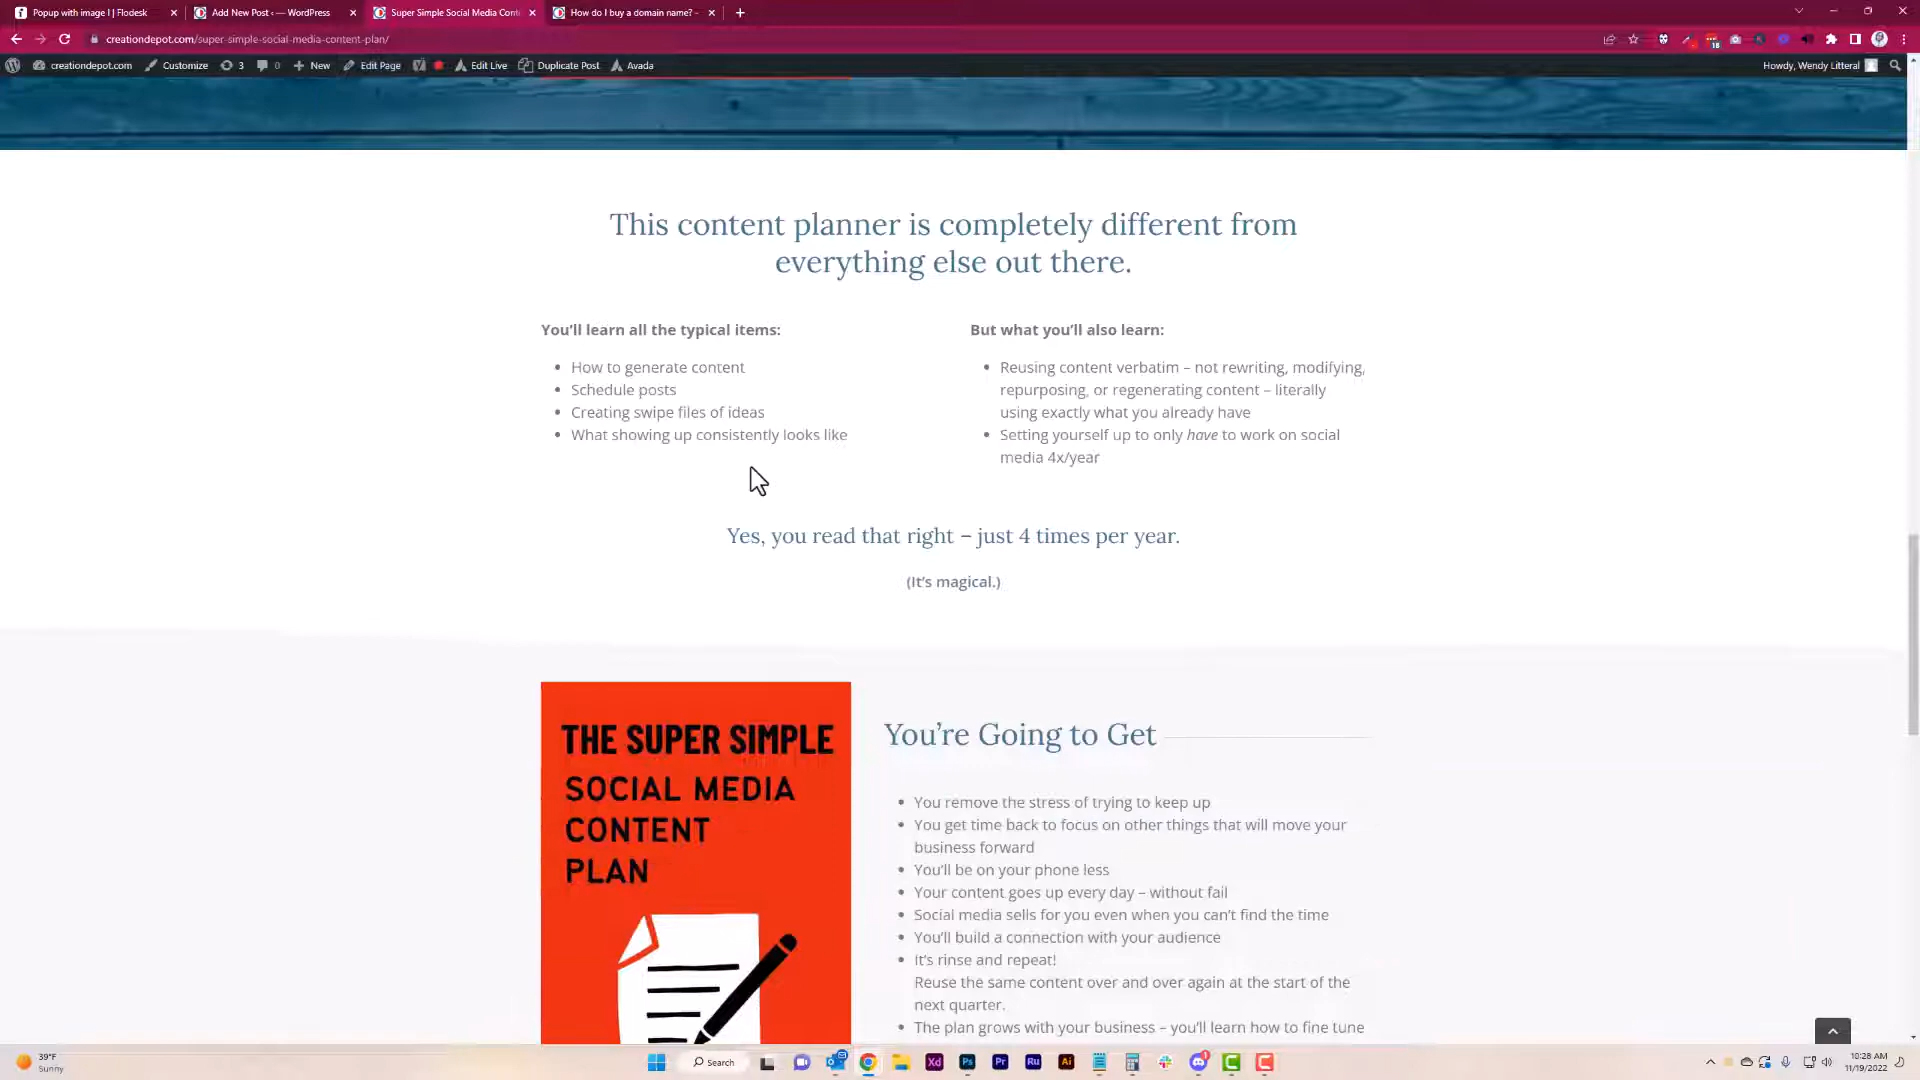 Popup with image I | Flodesk
Add New Post ‹ — WordPress
Super Simple Social Media Cont
How do I buy a domain name? -
creationdepot.com/super-simple-social-media-content-plan/
18
creationdepot.com
Customize
3
0
New
Edit Page
Edit Live
Duplicate Post
Avada
Howdy, Wendy Litteral
This content planner is completely different from
everything else out there.
You'll learn all the typical items:
• How to generate content
• Schedule posts
• Creating swipe files of ideas
• What showing up consistently looks like
But what you'll also learn:
• Reusing content verbatim – not rewriting, modifying,
repurposing, or regenerating content – literally
using exactly what you already have
• Setting yourself up to only have to work on social
media 4x/year
Yes, you read that right – just 4 times per year.
(It's magical.)
THE SUPER SIMPLE
SOCIAL MEDIA
CONTENT
PLAN
You're Going to Get
• You remove the stress of trying to keep up
• You get time back to focus on other things that will move your
business forward
• You'll be on your phone less
• Your content goes up every day – without fail
• Social media sells for you even when you can't find the time
• You'll build a connection with your audience
• It's rinse and repeat!
Reuse the same content over and over again at the start of the
next quarter.
• The plan grows with your business – you'll learn how to fine tune
39°F
Sunny
Search
Xd
Ps
Pr
Ru
Ai
1
10:28 AM
11/19/2022